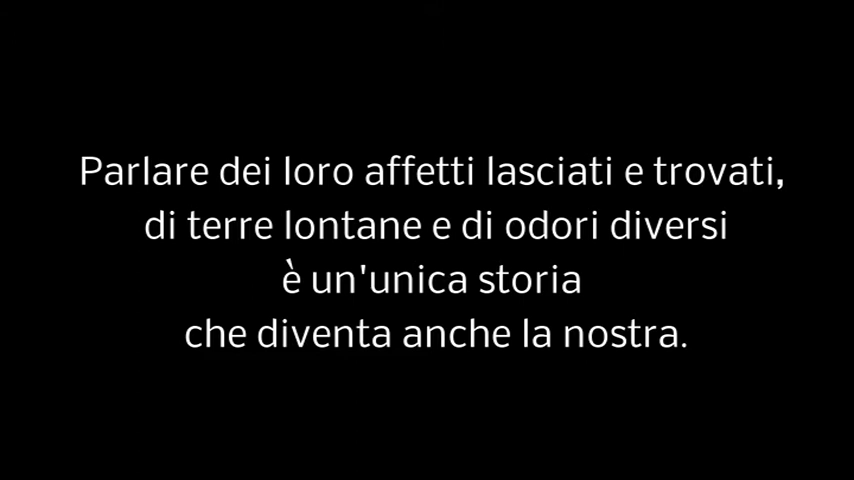 Parlare dei loro affetti lasciati e trovati,
di terre lontane e di odori diversi
è un'unica storia
che diventa anche la nostra.